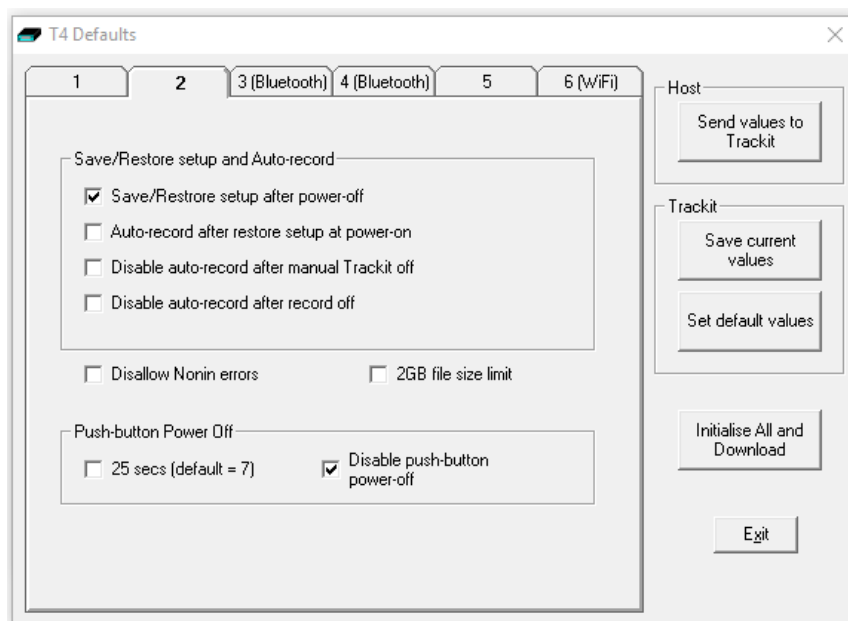 T4 Defaults
1
2
3 (Bluetooth)
4 (Bluetooth)
5
6 (WiFi)
Save/Restore setup and Auto-record
Save/Restrore setup after power-off
Auto-record after restore setup at power-on
Disable auto-record after manual Trackit off
Disable auto-record after record off
Disallow Nonin errors
2GB file size limit
Push-button Power Off
25 secs (default = 7)
Disable push-button
power-off
Host
Send values to
Trackit
Trackit
Save current
values
Set default values
Initialise All and
Download
Exit